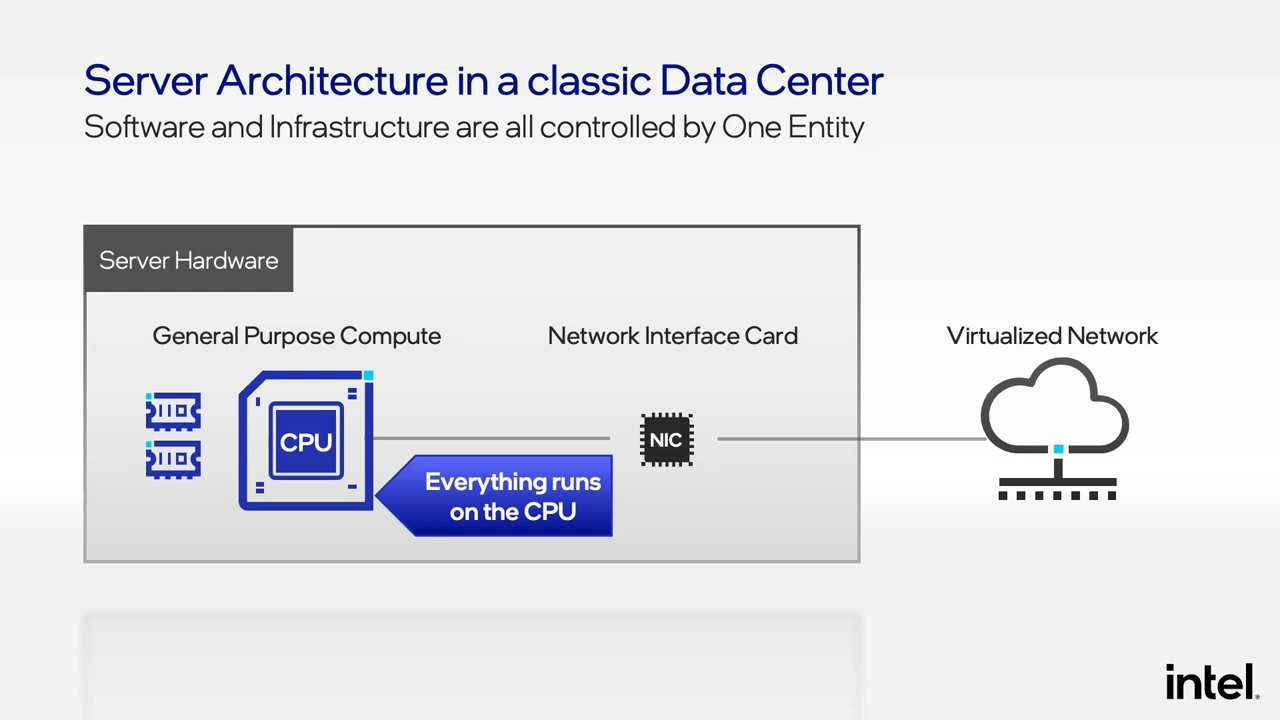 Server Architecture in a classic Data Center
Software and Infrastructure are all controlled by One Entity
Server Hardware
General Purpose Compute
Network Interface Card
Virtualized Network
CPU
NIC
Everything runs
on the CPU
intel.